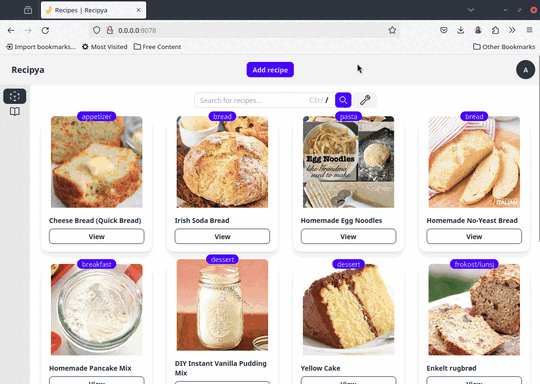 Recipes | Recipya
0.0.0.0:8078
Import bookmarks...
Most Visited
Free Content
Other Bookmarks
Recipya
Add recipe
A
Search for recipes...
Ctrl /
appetizer
bread
pasta
bread
Egg Noodles
like Grandma
used to make.
ITALIAN
Cheese Bread (Quick Bread)
Irish Soda Bread
Homemade Egg Noodles
Homemade No-Yeast Bread
View
View
View
View
breakfast
dessert
dessert
frokost/lunsj
Homemade Pancake Mix
DIY Instant Vanilla Pudding
Mix
Yellow Cake
Enkelt rugbrød
View
View
View